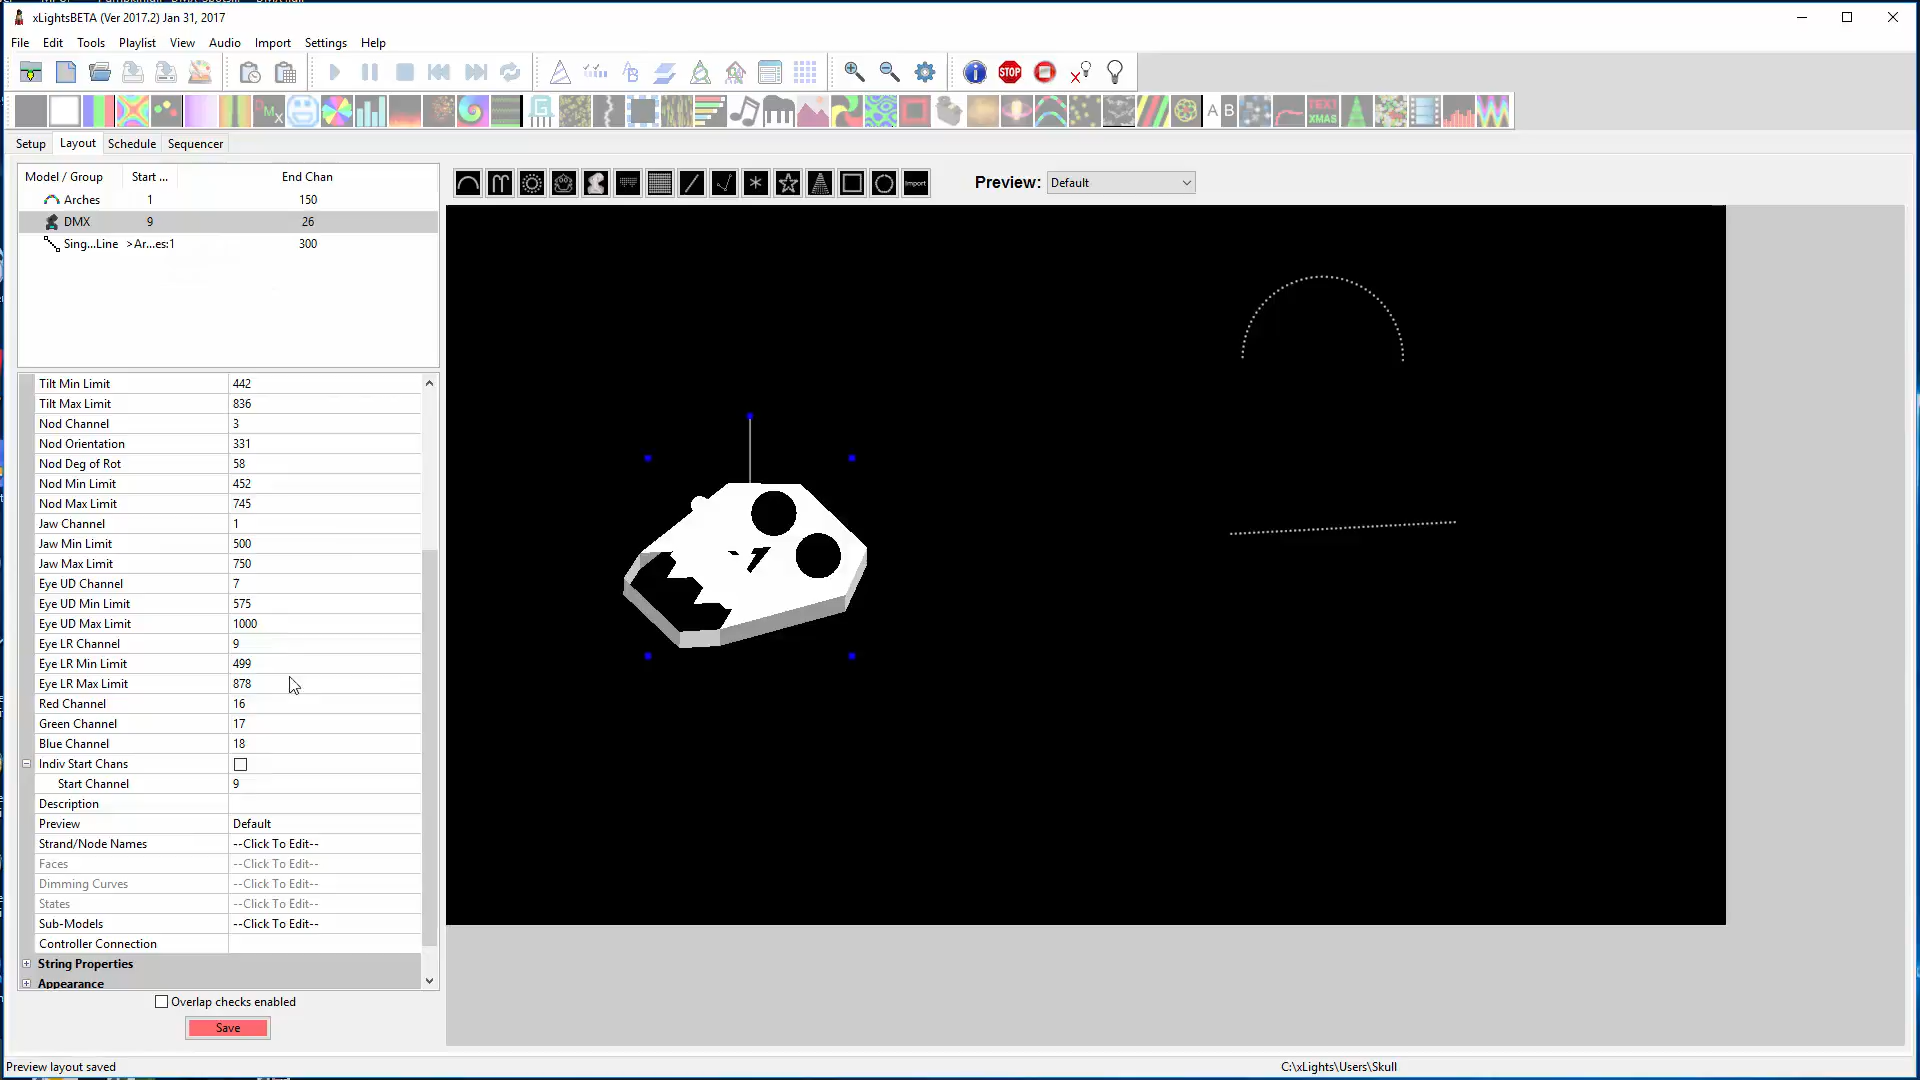 xLightsBETA (Ver 2017.2) Jan 31, 2017
File Edit Tools Playlist View Audio Import Settings Help
STOP
A B TEXT XMAS
Setup Layout Schedule Sequencer
Model / Group Start ... End Chan
Arches 1 150
DMX 9 26
Sing...Line >Ar...es:1 300
Import Preview: Default
Tilt Min Limit 442
Tilt Max Limit 836
Nod Channel 3
Nod Orientation 331
Nod Deg of Rot 58
Nod Min Limit 452
Nod Max Limit 745
Jaw Channel 1
Jaw Min Limit 500
Jaw Max Limit 750
Eye UD Channel 7
Eye UD Min Limit 575
Eye UD Max Limit 1000
Eye LR Channel 9
Eye LR Min Limit 499
Eye LR Max Limit 878
Red Channel 16
Green Channel 17
Blue Channel 18
Indiv Start Chans
Start Channel 9
Description
Preview Default
Strand/Node Names --Click To Edit--
Faces --Click To Edit--
Dimming Curves --Click To Edit--
States --Click To Edit--
Sub-Models --Click To Edit--
Controller Connection
String Properties
Appearance
Overlap checks enabled
Save
Preview layout saved C:\xLights\Users\Skull